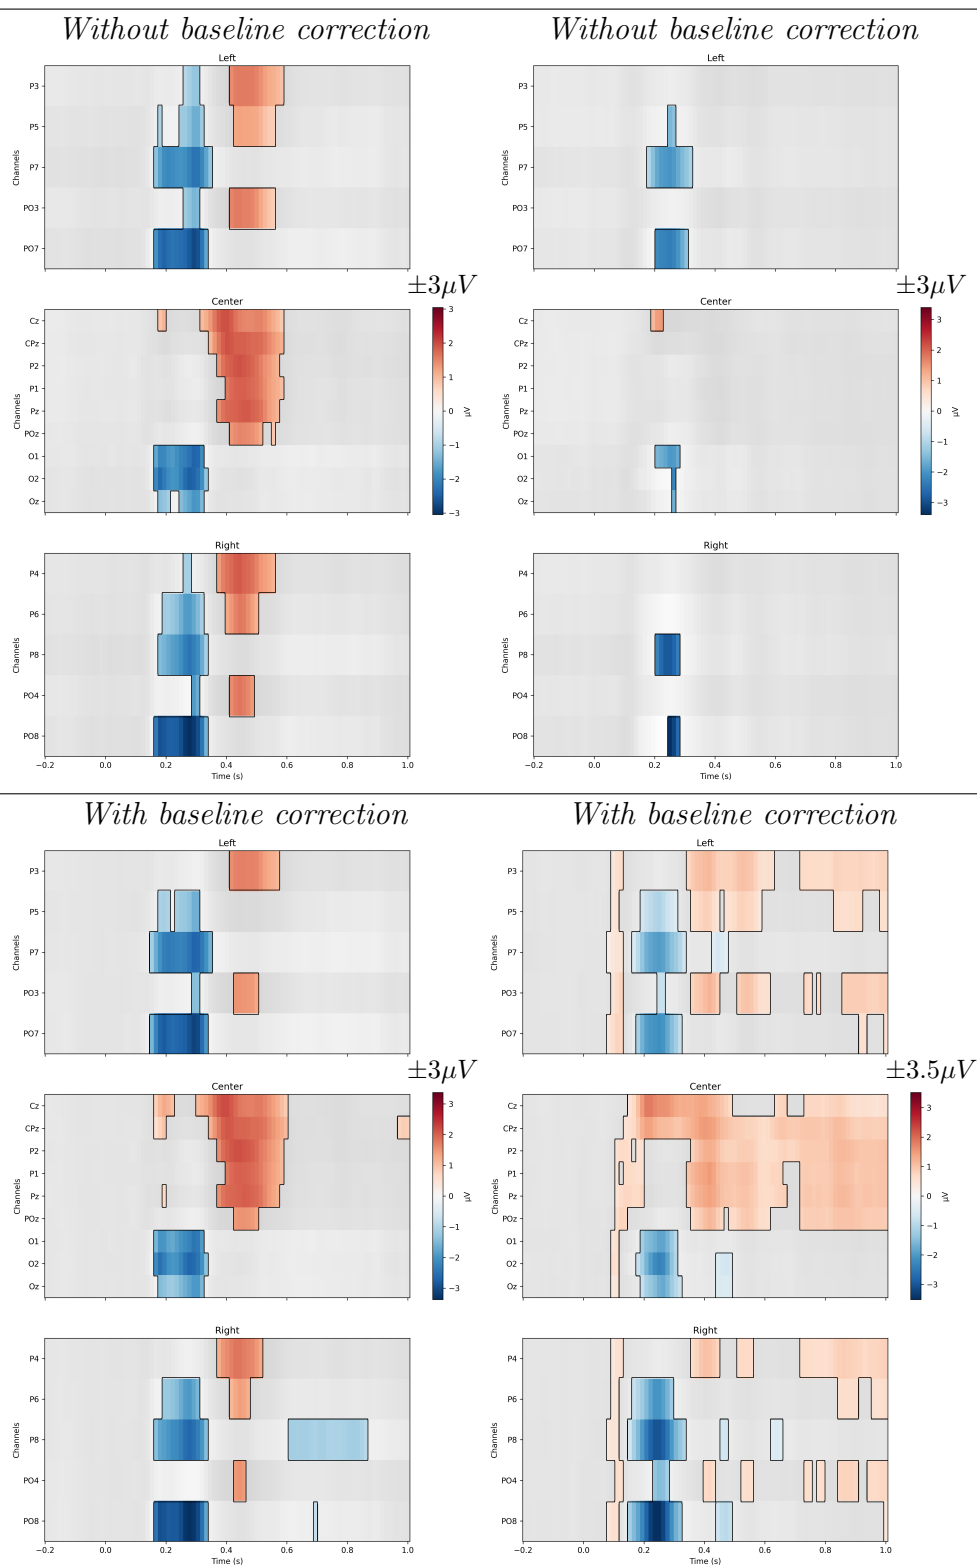 Without baseline correction
Without baseline correction
Left
P3
P5
P7
PO3
PO7
Channels
Left
P3
P5
P7
PO3
PO7
Channels
±3μV
±3μV
Center
Cz
CPz
P2
P1
Pz
POz
O1
O2
Oz
Channels
3
2
1
0
−1
−2
−3
μV
Center
Cz
CPz
P2
P1
Pz
POz
O1
O2
Oz
Channels
3
2
1
0
−1
−2
−3
μV
Right
P4
P6
P8
PO4
PO8
Channels
−0.2 0.0 0.2 0.4 0.6 0.8 1.0
Time (s)
Right
P4
P6
P8
PO4
PO8
Channels
−0.2 0.0 0.2 0.4 0.6 0.8 1.0
Time (s)
With baseline correction
With baseline correction
Left
P3
P5
P7
PO3
PO7
Channels
Left
P3
P5
P7
PO3
PO7
Channels
±3μV
±3.5μV
Center
Cz
CPz
P2
P1
Pz
POz
O1
O2
Oz
Channels
3
2
1
0
−1
−2
−3
μV
Center
Cz
CPz
P2
P1
Pz
POz
O1
O2
Oz
Channels
3
2
1
0
−1
−2
−3
μV
Right
P4
P6
P8
PO4
PO8
Channels
−0.2 0.0 0.2 0.4 0.6 0.8 1.0
Time (s)
Right
P4
P6
P8
PO4
PO8
Channels
−0.2 0.0 0.2 0.4 0.6 0.8 1.0
Time (s)